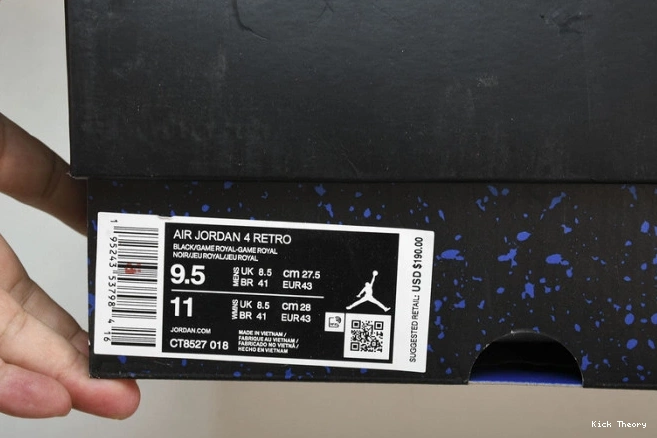 AIR JORDAN 4 RETRO
BLACK/GAME ROYAL-GAME ROYAL
NOIR/JEU ROYAL/JEU ROYAL
9.5 MENS UK 8.5 cm 27.5
BR 41 EUR43
11 WMNS UK 8.5 cm 28
BR 41 EUR43
JORDAN.COM
CT8527 018
MADE IN VIETNAM /
FABRIQUE AU VIETNAM /
FABRICADO NO VIETNÃ /
HECHO EN VIETNAM
SUGGESTED RETAIL: USD $190.00
Kick Theory